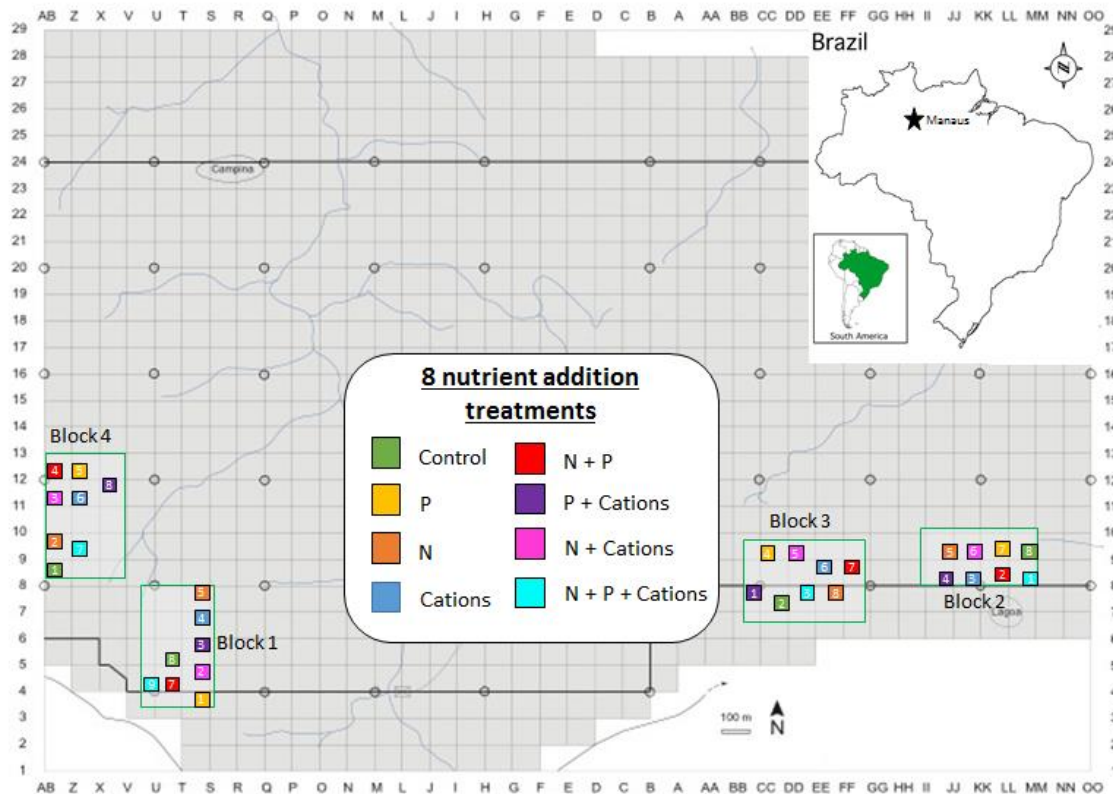 AB Z X V U T S R Q P O N M L I H G F E D C B A AA BB CC DD EE FF GG HH II JJ KK LL MM NN OO
29
28
27
26
25
24
23
22
21
20
19
18
17
16
15
14
13
12
11
10
9
8
7
6
5
4
3
2
1
Brazil
N
Manaus
South America
Campina
8 nutrient addition
treatments
Control
N + P
P
P + Cations
N
N + Cations
Cations
N + P + Cations
Block 4
4 5 8
3 6
2 7
1
Block 1
5
4
3
8 2
9 7
1
Block 3
4 5
6 7
1 3 8
2
Block 2
5 6 7 8
4 3 2 1
Lagoa
100 m
N
AB Z X V U T S R Q P O N M L I H G F E D C B A AA BB CC DD EE FF GG HH II JJ KK LL MM NN OO